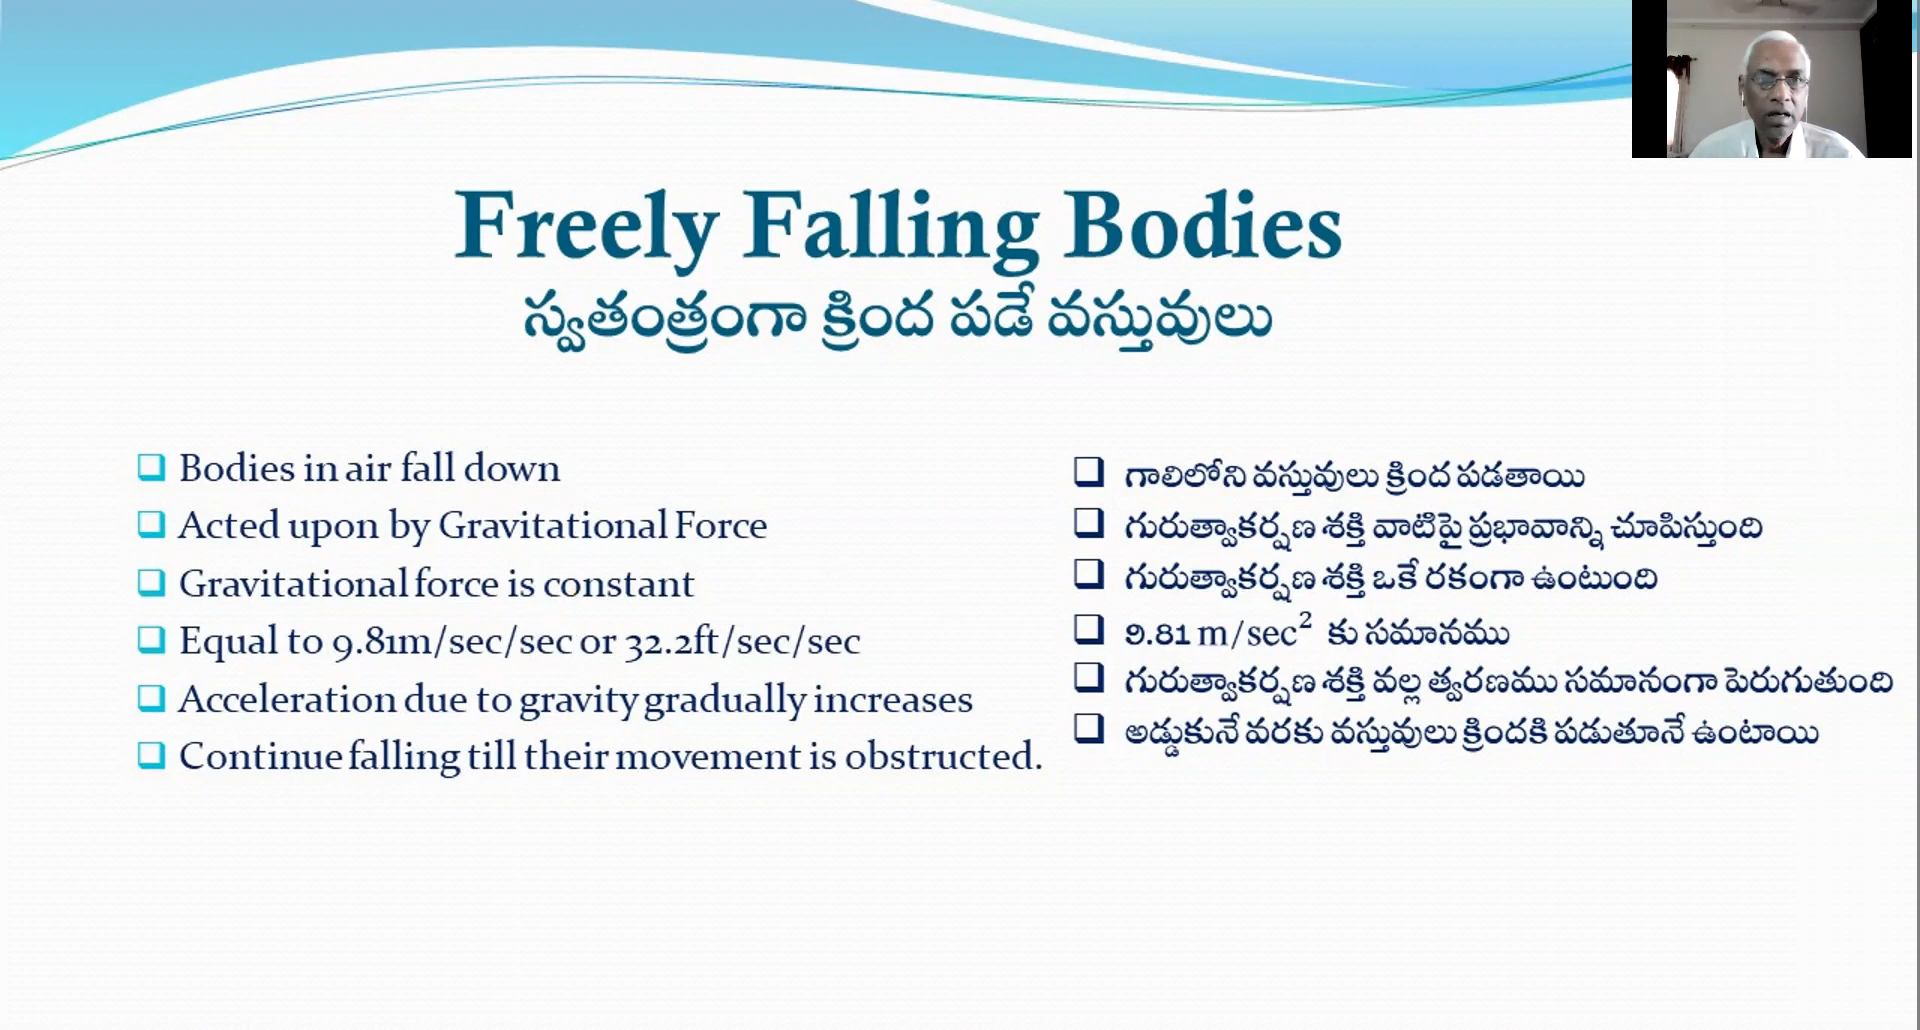 Freely Falling Bodies
స్వతంత్రంగా క్రింద పడే వస్తువులు
❑ Bodies in air fall down
❑ Acted upon by Gravitational Force
❑ Gravitational force is constant
❑ Equal to 9.81m/sec/sec or 32.2ft/sec/sec
❑ Acceleration due to gravity gradually increases
❑ Continue falling till their movement is obstructed.
❑ గాలిలోని వస్తువులు క్రింద పడతాయి
❑ గురుత్వాకర్షణ శక్తి వాటిపై ప్రభావాన్ని చూపిస్తుంది
❑ గురుత్వాకర్షణ శక్తి ఒకే రకంగా ఉంటుంది
❑ 9.81 m/sec² కు సమానము
❑ గురుత్వాకర్షణ శక్తి వల్ల త్వరణము సమానంగా పెరుగుతుంది
❑ అడ్డుకునే వరకు వస్తువులు క్రిందకి పడుతూనే ఉంటాయి